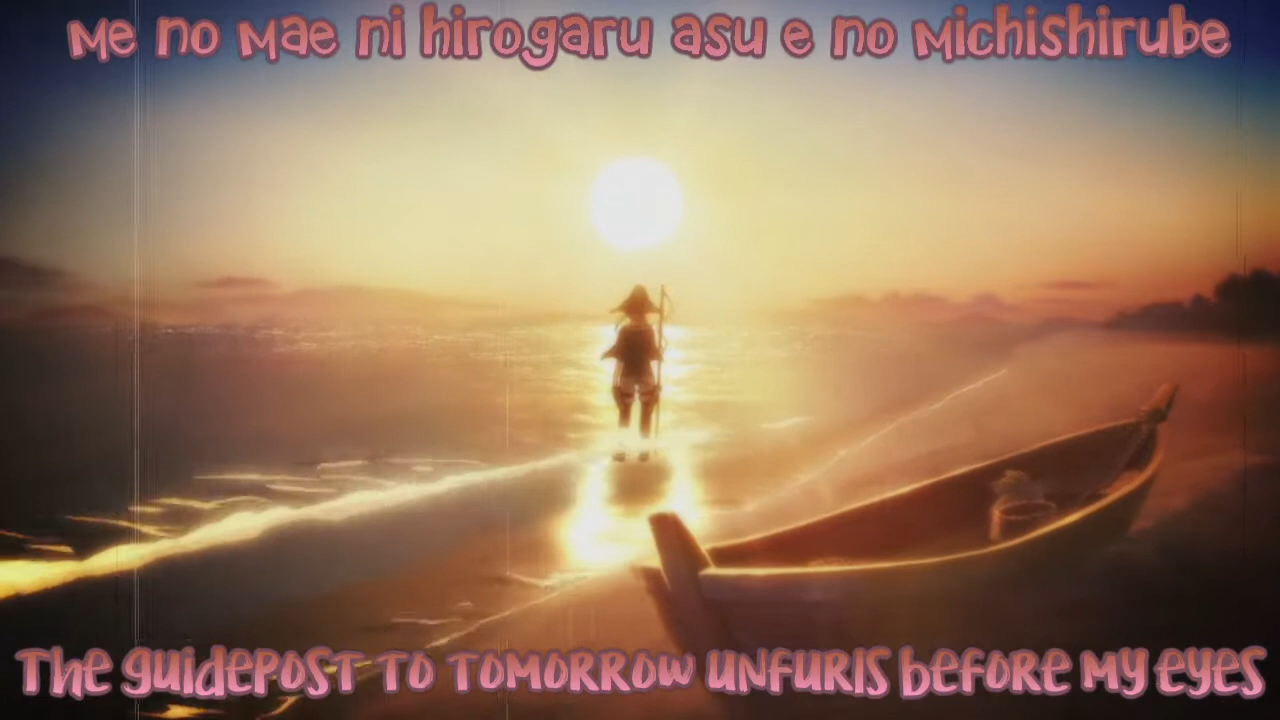 Me no Mae ni hirogaru asu e no Michishirube
The guidepost to tomorrow unfurls before my eyes